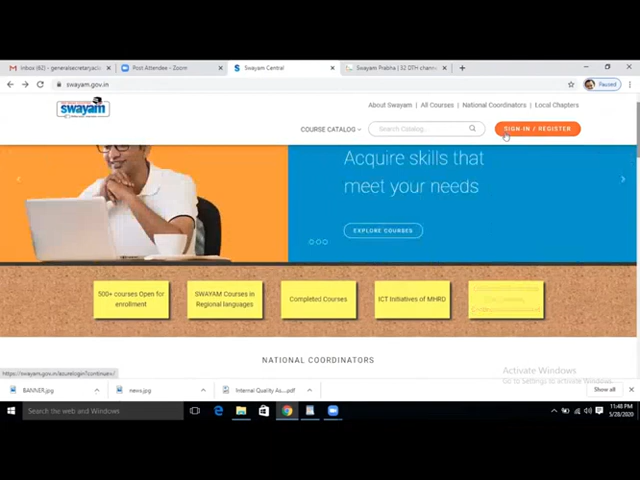 Inbox (62) - generalsecretaryac
Post Attendee - Zoom
Swayam Central
Swayam Prabha | 32 DTH channe
swayam.gov.in
Paused
swayam
About Swayam | All Courses | National Coordinators | Local Chapters
COURSE CATALOG
Search Catalog...
SIGN-IN / REGISTER
Acquire skills that
meet your needs
EXPLORE COURSES
500+ courses Open for
enrollment
SWAYAM Courses in
Regional languages
Completed Courses
ICT Initiatives of MHRD
NATIONAL COORDINATORS
Activate Windows
Go to Settings to activate Windows.
https://swayam.gov.in/azurelogin?continue=/
BANNER.jpg
news.jpg
Internal Quality As....pdf
Show all
Search the web and Windows
11:48 PM
5/28/2020